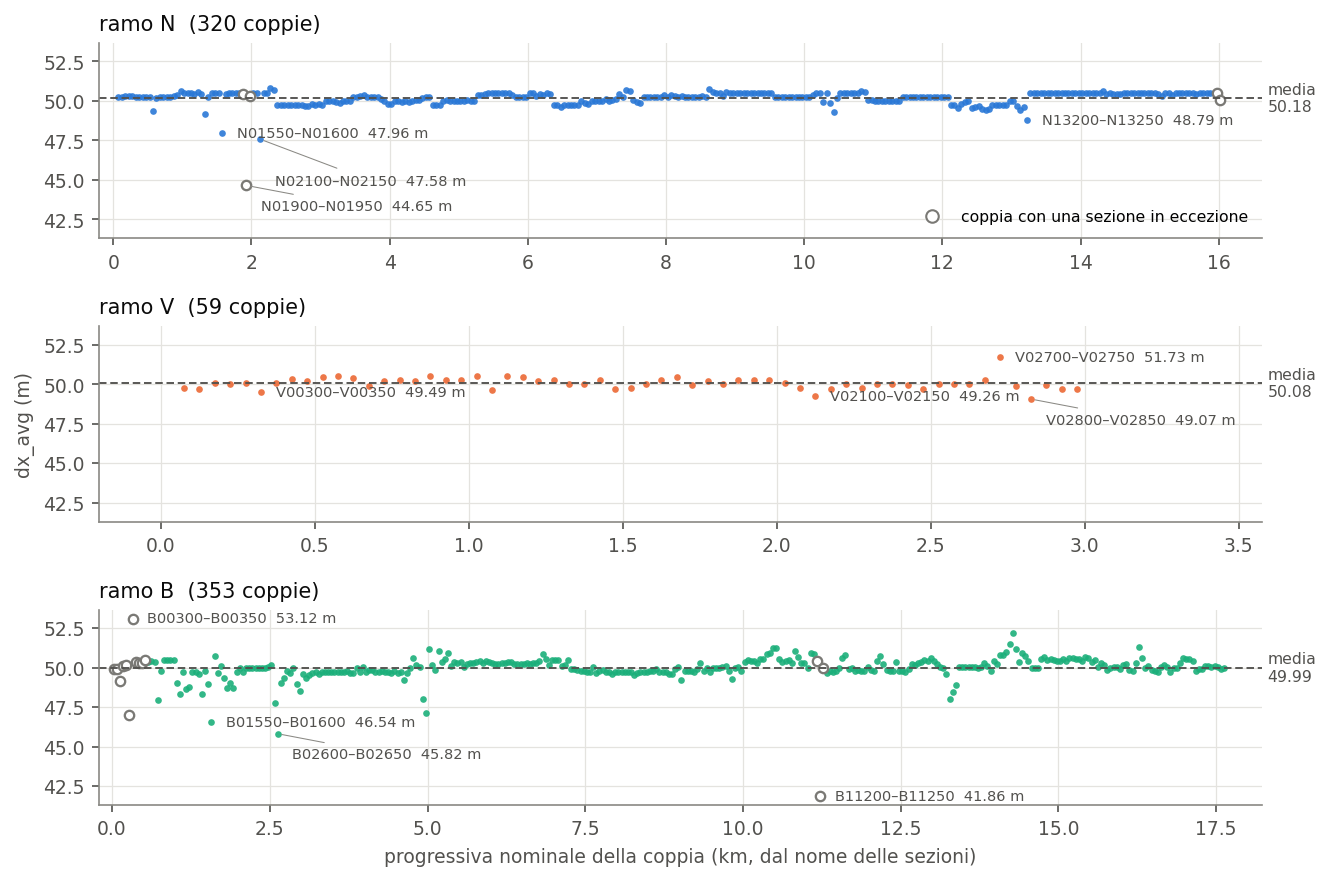 ramo N  (320 coppie)
52.5
50.0
47.5
45.0
42.5
media
50.18
N01550–N01600  47.96 m
N13200–N13250  48.79 m
N02100–N02150  47.58 m
N01900–N01950  44.65 m
coppia con una sezione in eccezione
0 2 4 6 8 10 12 14 16
ramo V  (59 coppie)
dx_avg (m)
52.5
50.0
47.5
45.0
42.5
V02700–V02750  51.73 m
media
50.08
V00300–V00350  49.49 m
V02100–V02150  49.26 m
V02800–V02850  49.07 m
0.0 0.5 1.0 1.5 2.0 2.5 3.0 3.5
ramo B  (353 coppie)
52.5
50.0
47.5
45.0
42.5
B00300–B00350  53.12 m
media
49.99
B01550–B01600  46.54 m
B02600–B02650  45.82 m
B11200–B11250  41.86 m
0.0 2.5 5.0 7.5 10.0 12.5 15.0 17.5
progressiva nominale della coppia (km, dal nome delle sezioni)